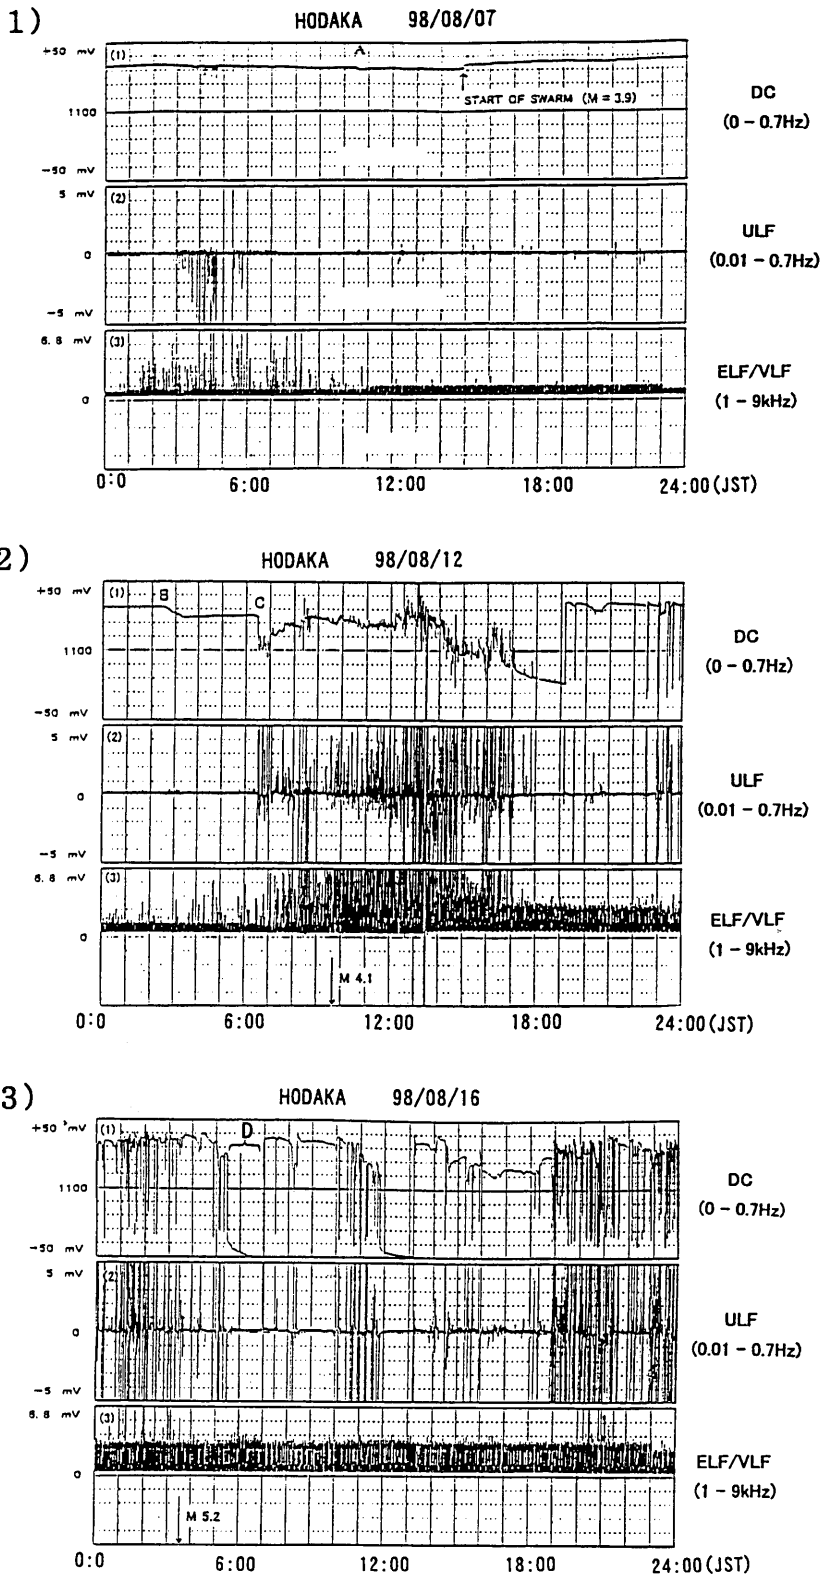 1)
HODAKA 98/08/07
+50 mV
(1)
A
START OF SWARM (M = 3.9)
1100
-50 mV
DC
(0 - 0.7Hz)
5 mV
(2)
0
-5 mV
ULF
(0.01 - 0.7Hz)
6.8 mV
(3)
0
ELF/VLF
(1 - 9kHz)
0:0 6:00 12:00 18:00 24:00(JST)
2)
HODAKA 98/08/12
+50 mV
(1)
B
C
1100
-50 mV
DC
(0 - 0.7Hz)
5 mV
(2)
0
-5 mV
ULF
(0.01 - 0.7Hz)
6.8 mV
(3)
0
M 4.1
ELF/VLF
(1 - 9kHz)
0:0 6:00 12:00 18:00 24:00(JST)
3)
HODAKA 98/08/16
+50 mV
(1)
D
1100
-50 mV
DC
(0 - 0.7Hz)
5 mV
(2)
0
-5 mV
ULF
(0.01 - 0.7Hz)
6.8 mV
(3)
0
M 5.2
ELF/VLF
(1 - 9kHz)
0:0 6:00 12:00 18:00 24:00(JST)